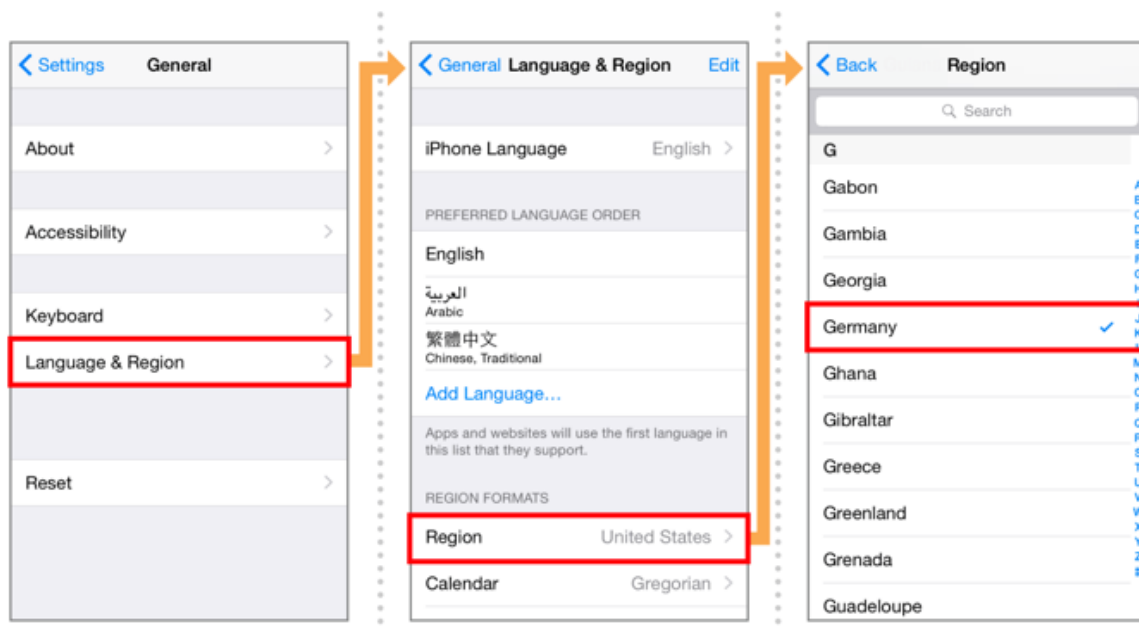 Settings General
About
Accessibility
Keyboard
Language & Region
Reset
General Language & Region Edit
iPhone Language English
PREFERRED LANGUAGE ORDER
English
العربية
Arabic
繁體中文
Chinese, Traditional
Add Language...
Apps and websites will use the first language in
this list that they support.
REGION FORMATS
Region United States
Calendar Gregorian
Back Region
Search
G
Gabon
Gambia
Georgia
Germany
Ghana
Gibraltar
Greece
Greenland
Grenada
Guadeloupe